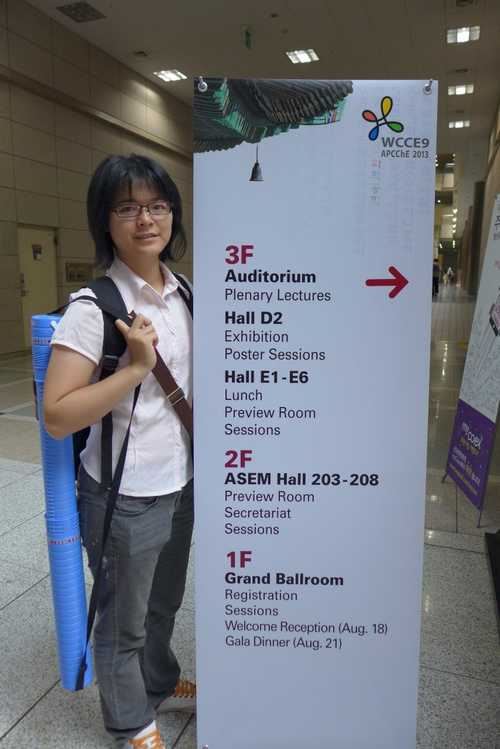 WCCE9
APCChE 2013
3F
Auditorium
Plenary Lectures
Hall D2
Exhibition
Poster Sessions
Hall E1-E6
Lunch
Preview Room
Sessions
2F
ASEM Hall 203-208
Preview Room
Secretariat
Sessions
1F
Grand Ballroom
Registration
Sessions
Welcome Reception (Aug. 18)
Gala Dinner (Aug. 21)